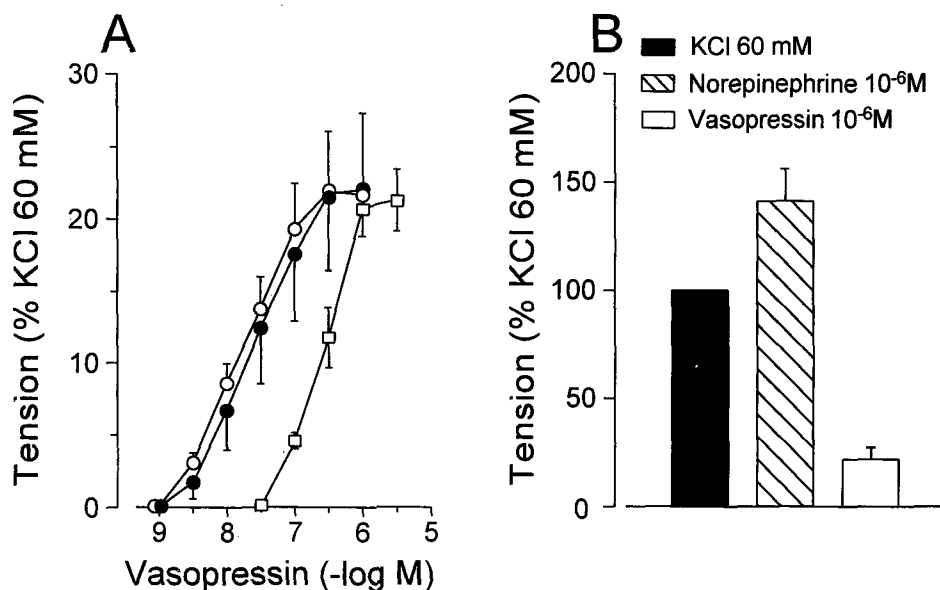 A
Tension (% KCl 60 mM)
30
20
10
0
9 8 7 6 5
Vasopressin (-log M)
B
KCl 60 mM
Norepinephrine 10⁻⁶M
Vasopressin 10⁻⁶M
Tension (% KCl 60 mM)
200
150
100
50
0